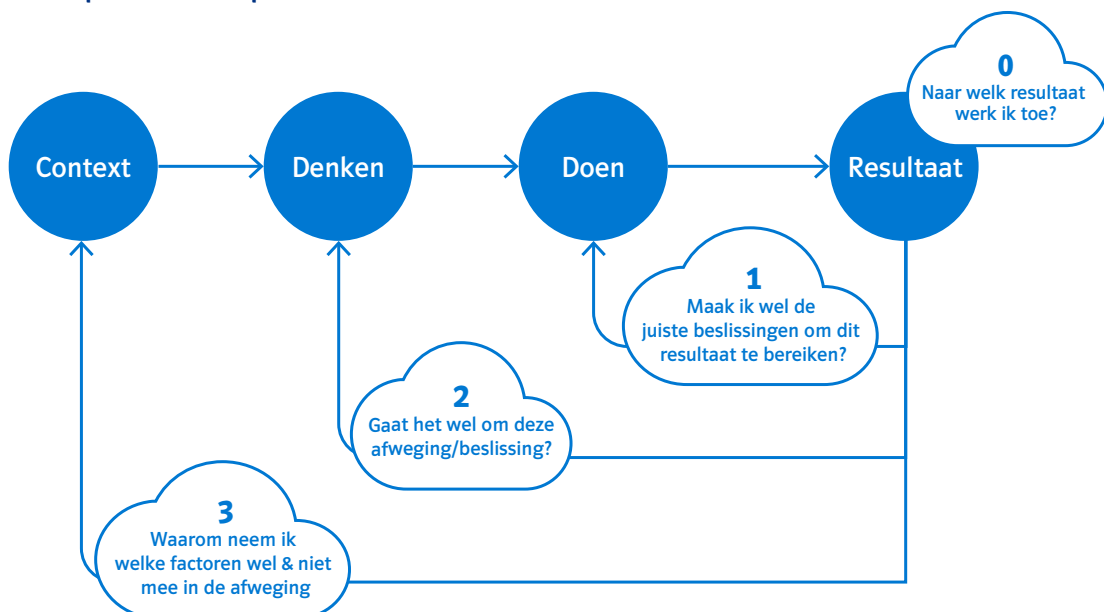 0
Naar welk resultaat
werk ik toe?
Context
Denken
Doen
Resultaat
1
Maak ik wel de
juiste beslissingen om dit
resultaat te bereiken?
2
Gaat het wel om deze
afweging/beslissing?
3
Waarom neem ik
welke factoren wel & niet
mee in de afweging